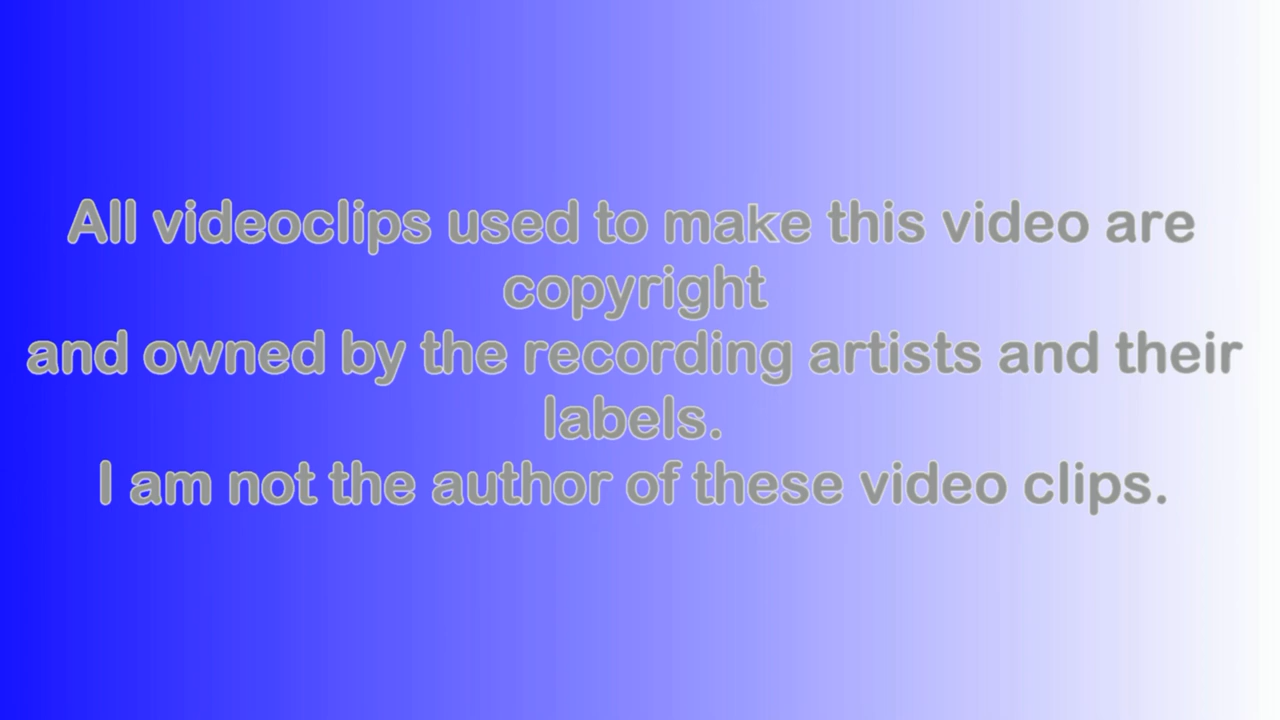 All videoclips used to make this video are
copyright
and owned by the recording artists and their
labels.
I am not the author of these video clips.